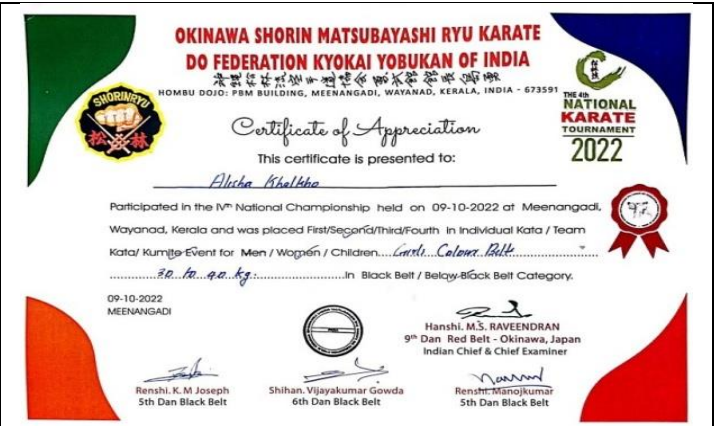 OKINAWA SHORIN MATSUBAYASHI RYU KARATE
DO FEDERATION KYOKAI YOBUKAN OF INDIA
HOMBU DOJO: PBM BUILDING, MEENANGADI, WAYANAD, KERALA, INDIA - 673591
SHORINRYU
松 林
THE 4th
NATIONAL
KARATE
TOURNAMENT
2022
Certificate of Appreciation
This certificate is presented to:
Alisha Khalkho
Participated in the IVth National Championship held on 09-10-2022 at Meenangadi,
Wayanad, Kerala and was placed First/Second/Third/Fourth in Individual Kata / Team
Kata/ Kumite Event for Men / Women / Children.....Girls Colour Belt
30 to 40 kg.....In Black Belt / Below Black Belt Category.
09-10-2022
MEENANGADI
Hanshi. M.S. RAVEENDRAN
9th Dan Red Belt - Okinawa, Japan
Indian Chief & Chief Examiner
Renshi. K. M Joseph
5th Dan Black Belt
Shihan. Vijayakumar Gowda
6th Dan Black Belt
Renshi. Manojkumar
5th Dan Black Belt